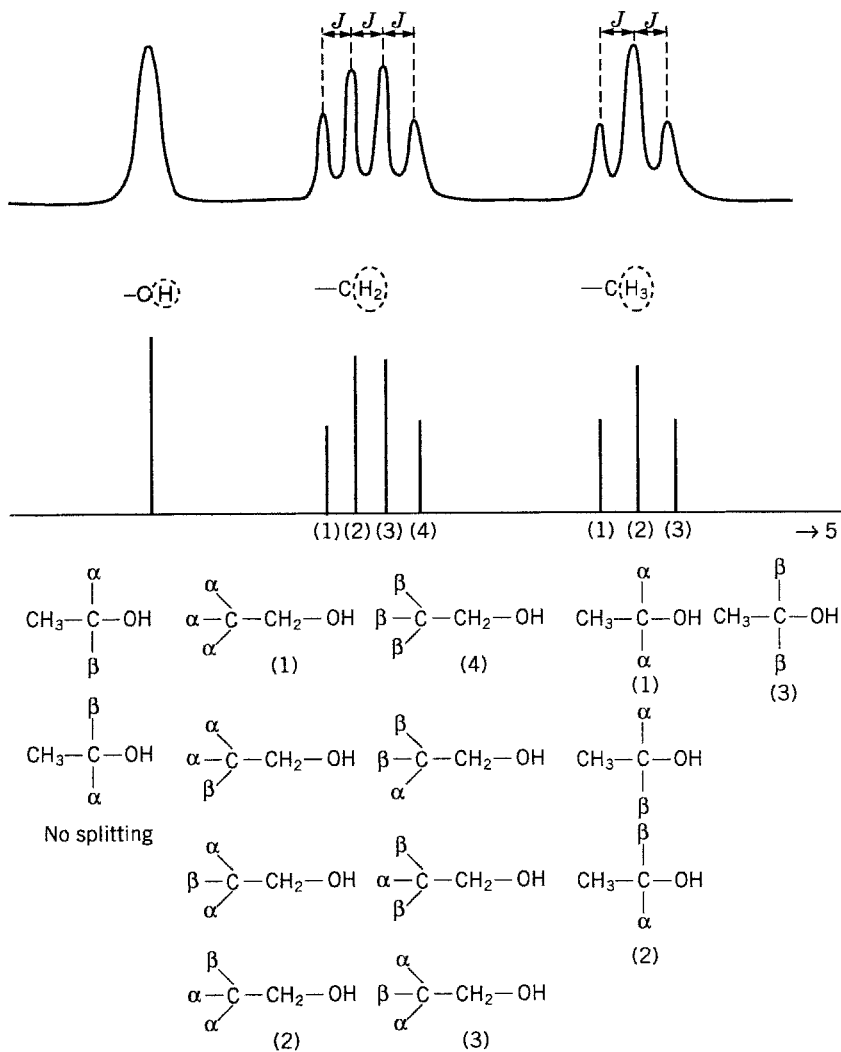 J J J J J
–OH —CH₂ —CH₃
(1) (2) (3) (4) (1) (2) (3) → 5
α α β α β
CH₃—C—OH α—C—CH₂—OH β—C—CH₂—OH CH₃—C—OH CH₃—C—OH
β α (1) β (4) α (1) β (3)
β α β α
CH₃—C—OH α—C—CH₂—OH β—C—CH₂—OH CH₃—C—OH
α β α β
No splitting
α β β
β—C—CH₂—OH α—C—CH₂—OH CH₃—C—OH
α β α
(2)
β α
α—C—CH₂—OH β—C—CH₂—OH
α (2) α (3)